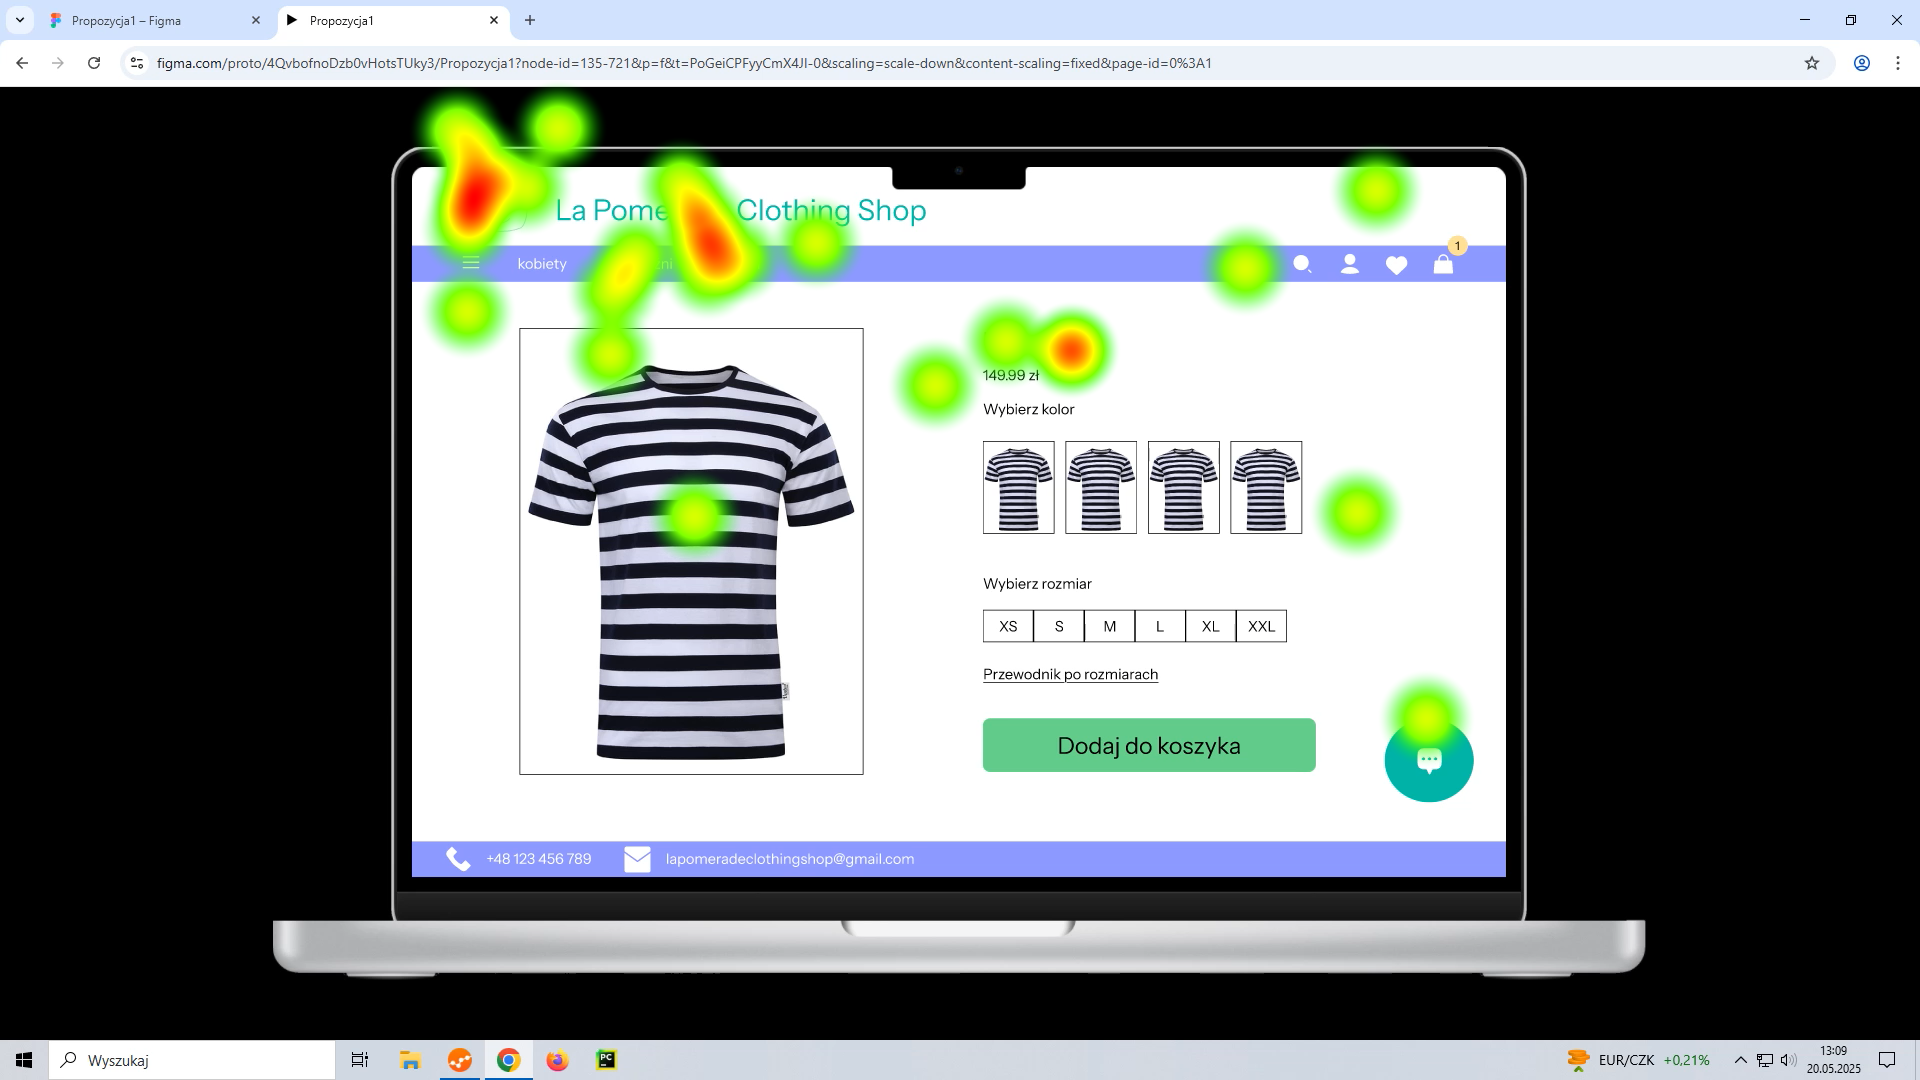 Propozycja1 – Figma
Propozycja1
figma.com/proto/4QvbofnoDzb0vHotsTUky3/Propozycja1?node-id=135-721&p=f&t=PoGeiCPFyyCmX4JI-0&scaling=scale-down&content-scaling=fixed&page-id=0%3A1
La Pome Clothing Shop
1
kobiety
149.99 zł
Wybierz kolor
Wybierz rozmiar
XS S M L XL XXL
Przewodnik po rozmiarach
Dodaj do koszyka
+48 123 456 789 lapomeradeclothingshop@gmail.com
Wyszukaj
PC
EUR/CZK +0,21%
13:09
20.05.2025